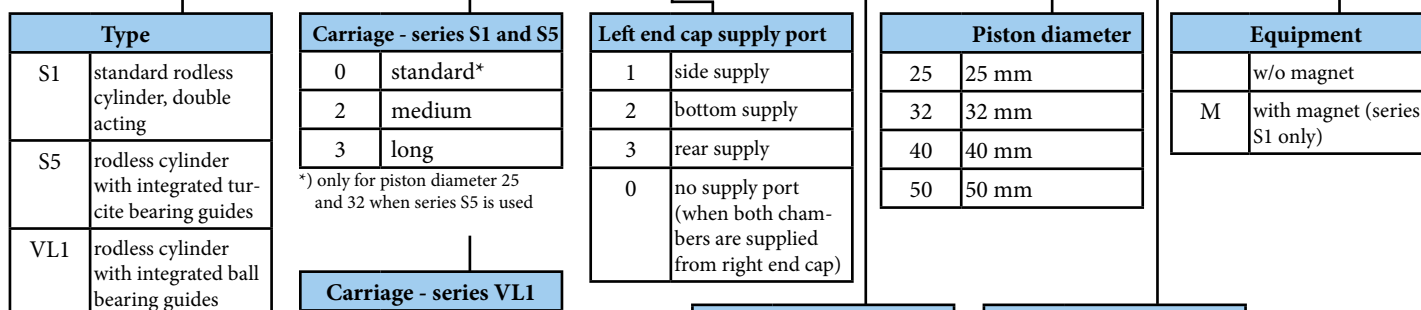 Type
S1
standard rodless
cylinder, double
acting
S5
rodless cylinder
with integrated tur-
cite bearing guides
VL1
rodless cylinder
with integrated ball
bearing guides
Carriage - series S1 and S5
0 standard*
2 medium
3 long
*) only for piston diameter 25
and 32 when series S5 is used
Carriage - series VL1
Left end cap supply port
1 side supply
2 bottom supply
3 rear supply
0 no supply port
(when both cham-
bers are supplied
from right end cap)
Piston diameter
25 25 mm
32 32 mm
40 40 mm
50 50 mm
Equipment
w/o magnet
M with magnet (series
S1 only)